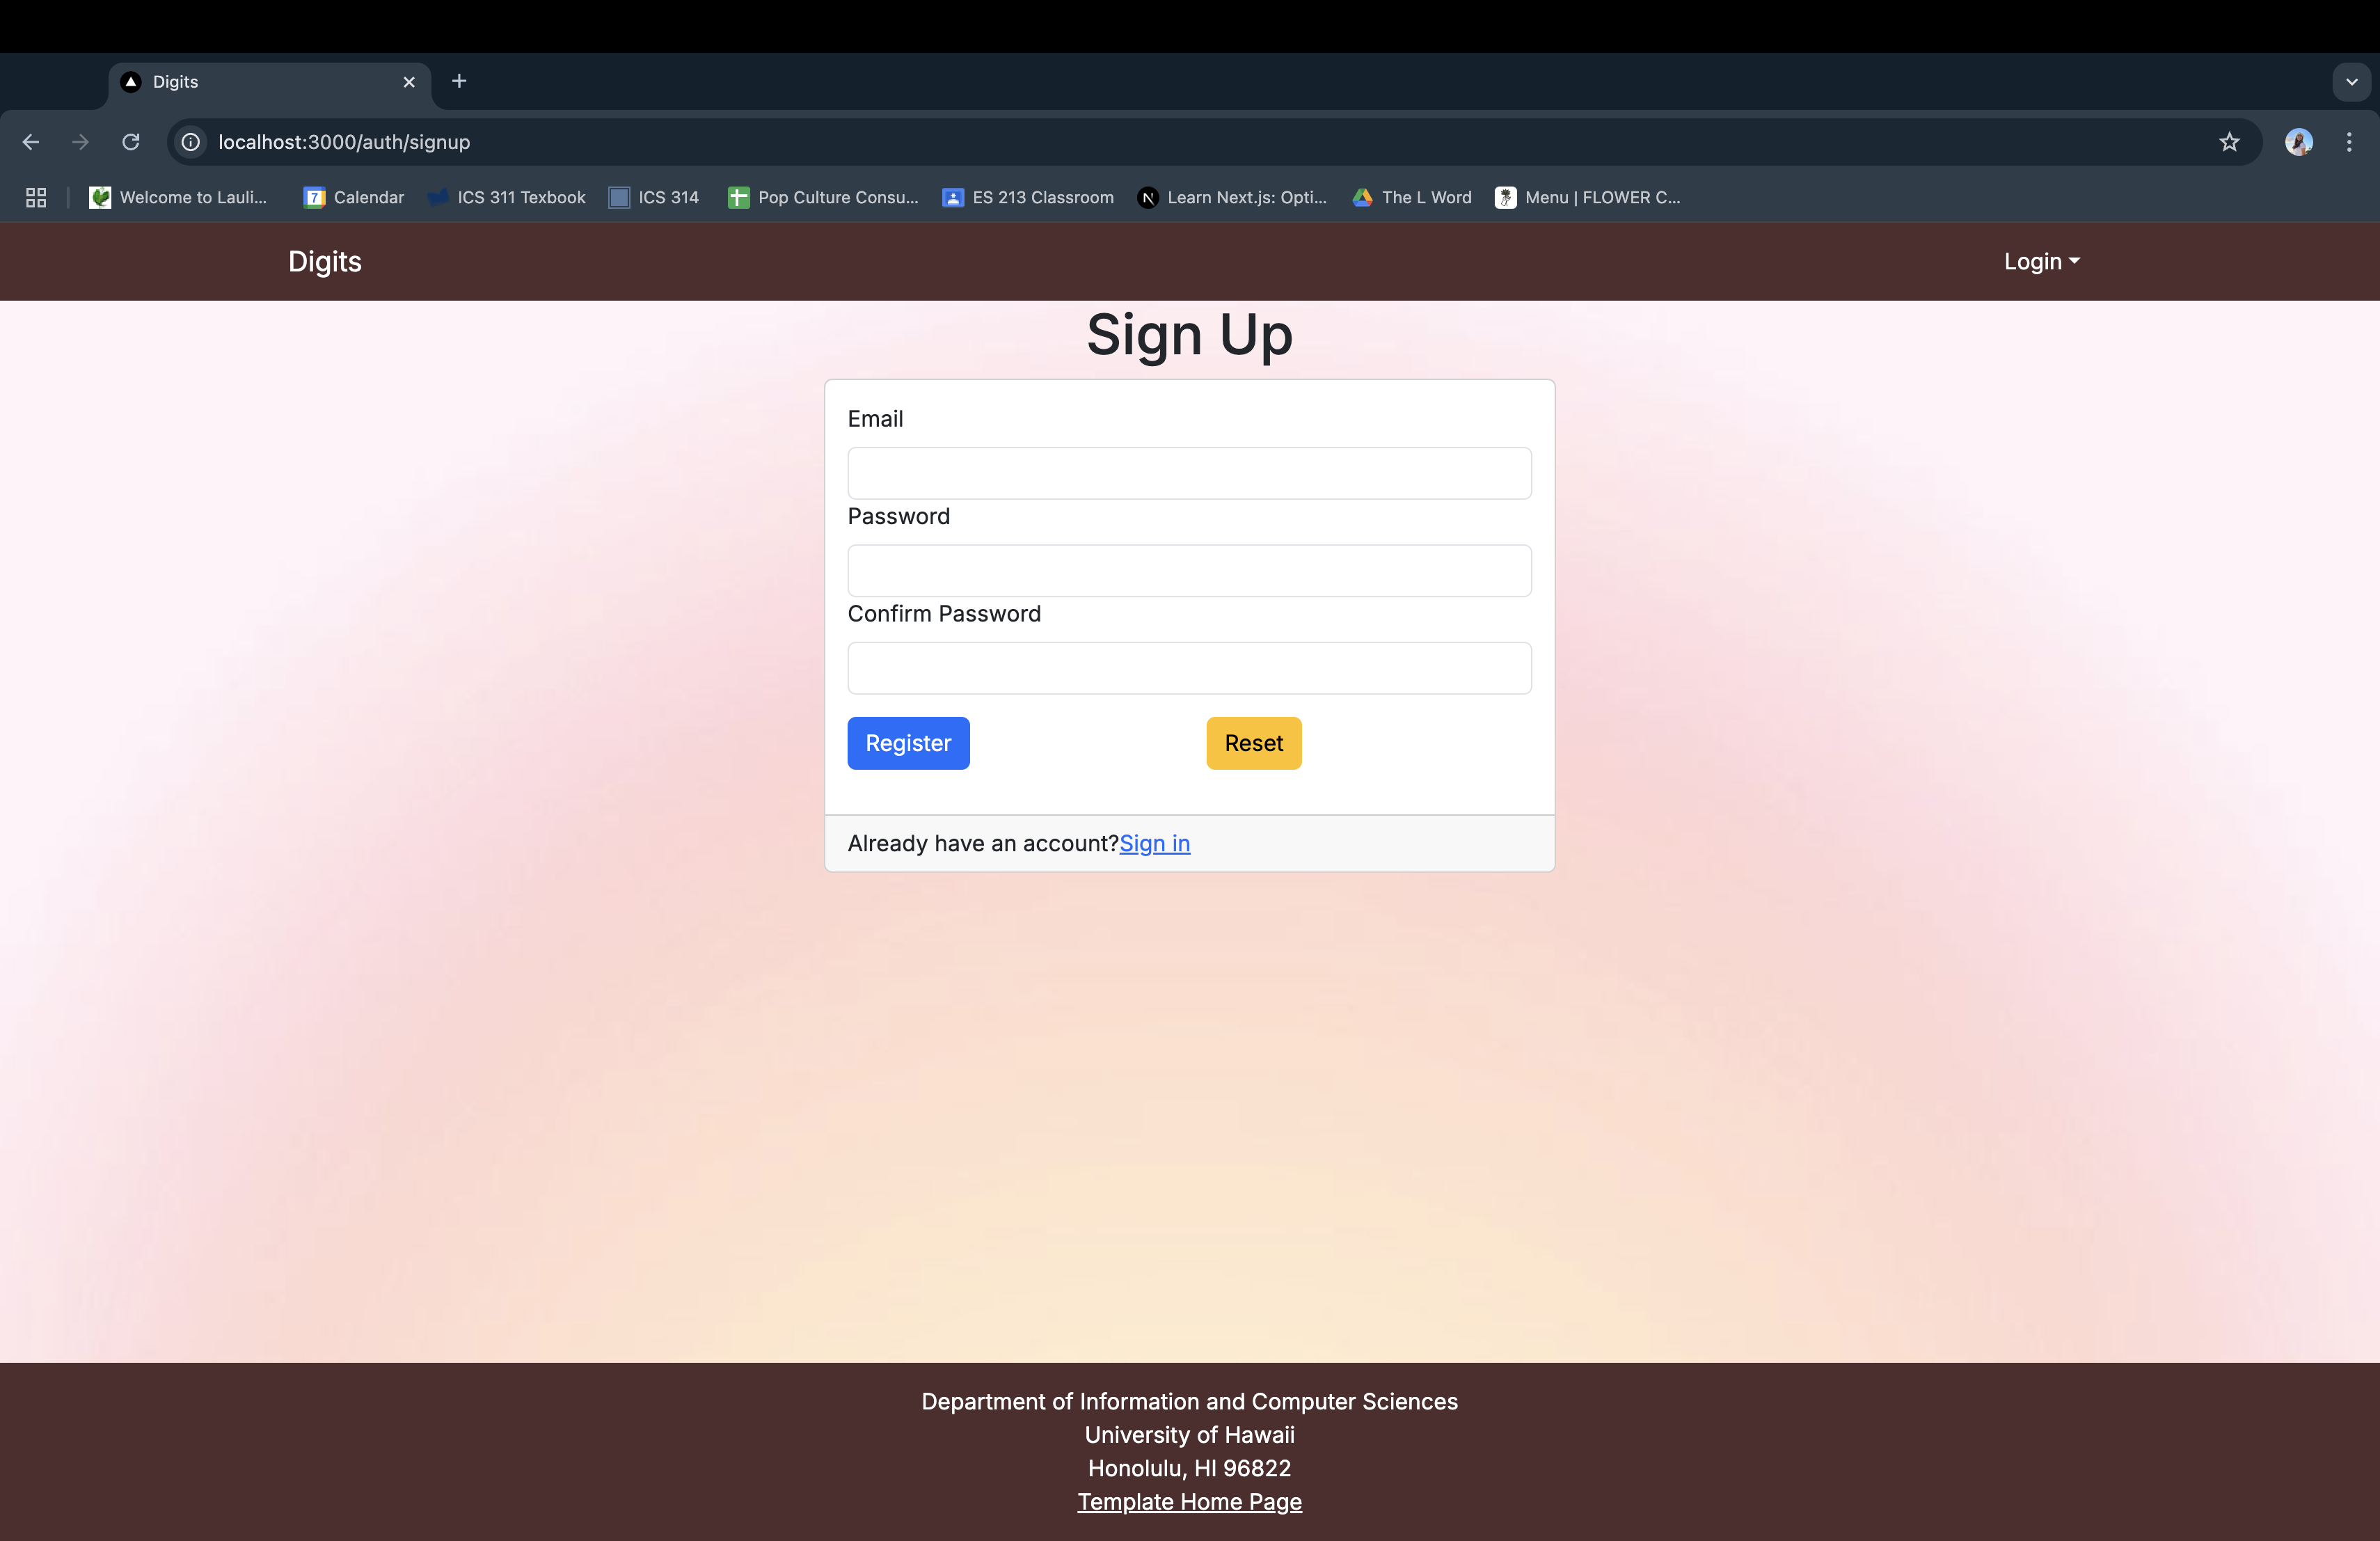 Digits
localhost:3000/auth/signup
Welcome to Lauli...
7
Calendar
ICS 311 Texbook
ICS 314
Pop Culture Consu...
ES 213 Classroom
N
Learn Next.js: Opti...
The L Word
Menu | FLOWER C...
Digits
Login
Sign Up
Email
Password
Confirm Password
Register
Reset
Already have an account?Sign in
Department of Information and Computer Sciences
University of Hawaii
Honolulu, HI 96822
Template Home Page